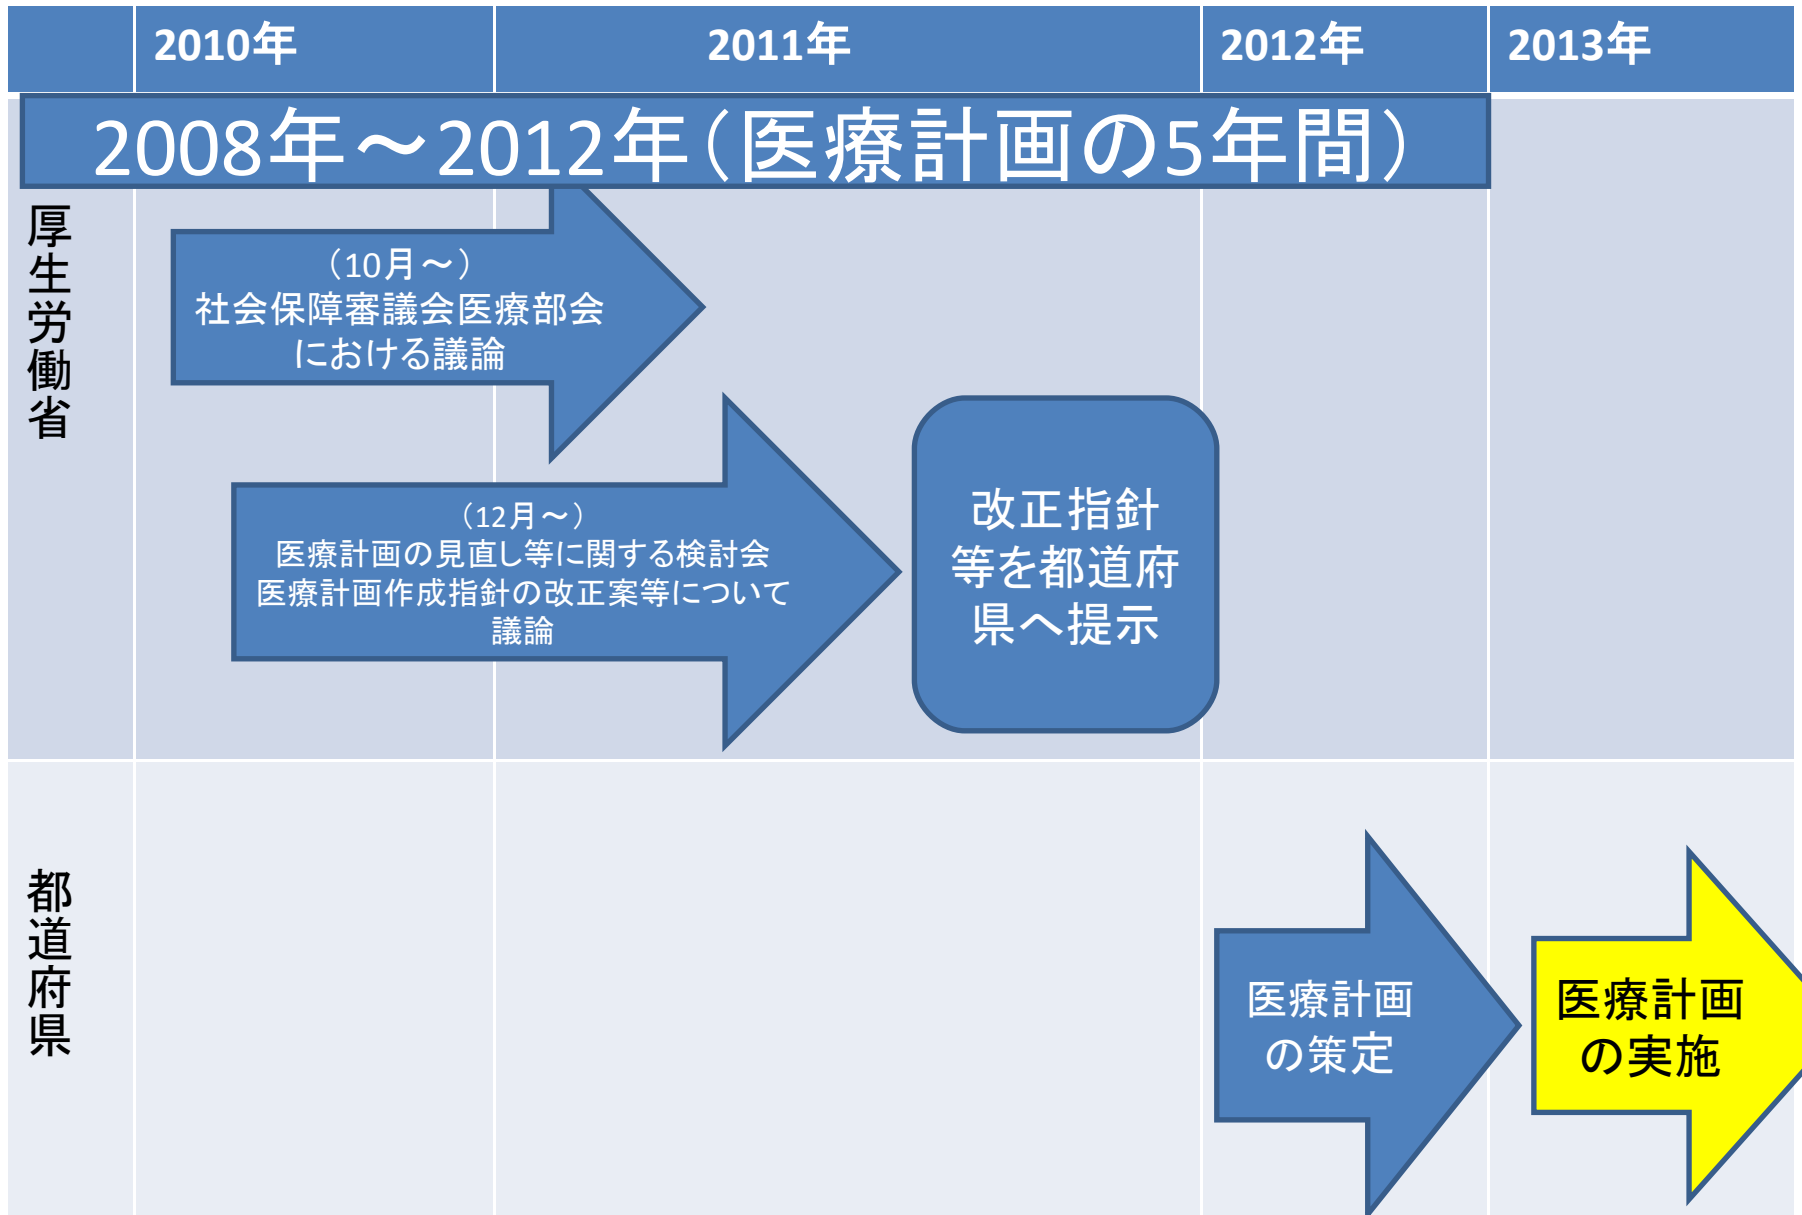 2010年
2011年
2012年
2013年
2008年～2012年（医療計画の5年間）
厚生労働省
（10月～）
社会保障審議会医療部会
における議論
（12月～）
医療計画の見直し等に関する検討会
医療計画作成指針の改正案等について
議論
改正指針
等を都道府
県へ提示
都道府県
医療計画
の策定
医療計画
の実施